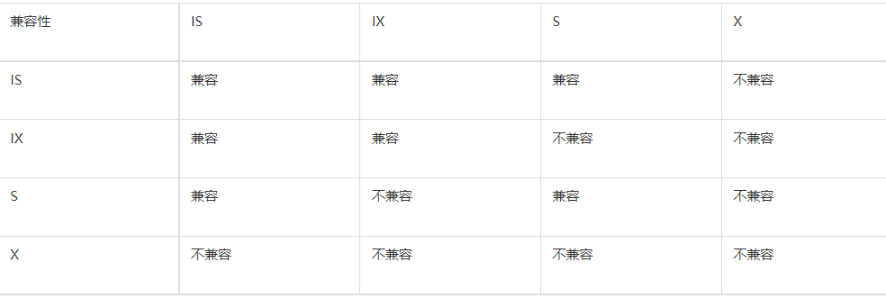 兼容性 IS IX S X
IS 兼容 兼容 兼容 不兼容
IX 兼容 兼容 不兼容 不兼容
S 兼容 不兼容 兼容 不兼容
X 不兼容 不兼容 不兼容 不兼容